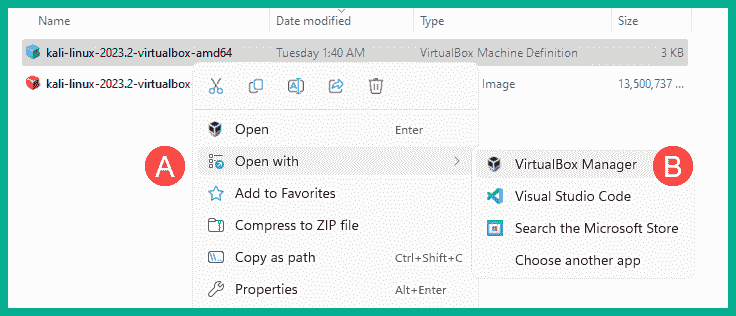 Name Date modified Type Size
kali-linux-2023.2-virtualbox-amd64 Tuesday 1:40 AM VirtualBox Machine Definition 3 KB
kali-linux-2023.2-virtualbox Image 13,500,737 ...
Open Enter
A Open with VirtualBox Manager B
Add to Favorites Visual Studio Code
Compress to ZIP file Search the Microsoft Store
Copy as path Ctrl+Shift+C Choose another app
Properties Alt+Enter